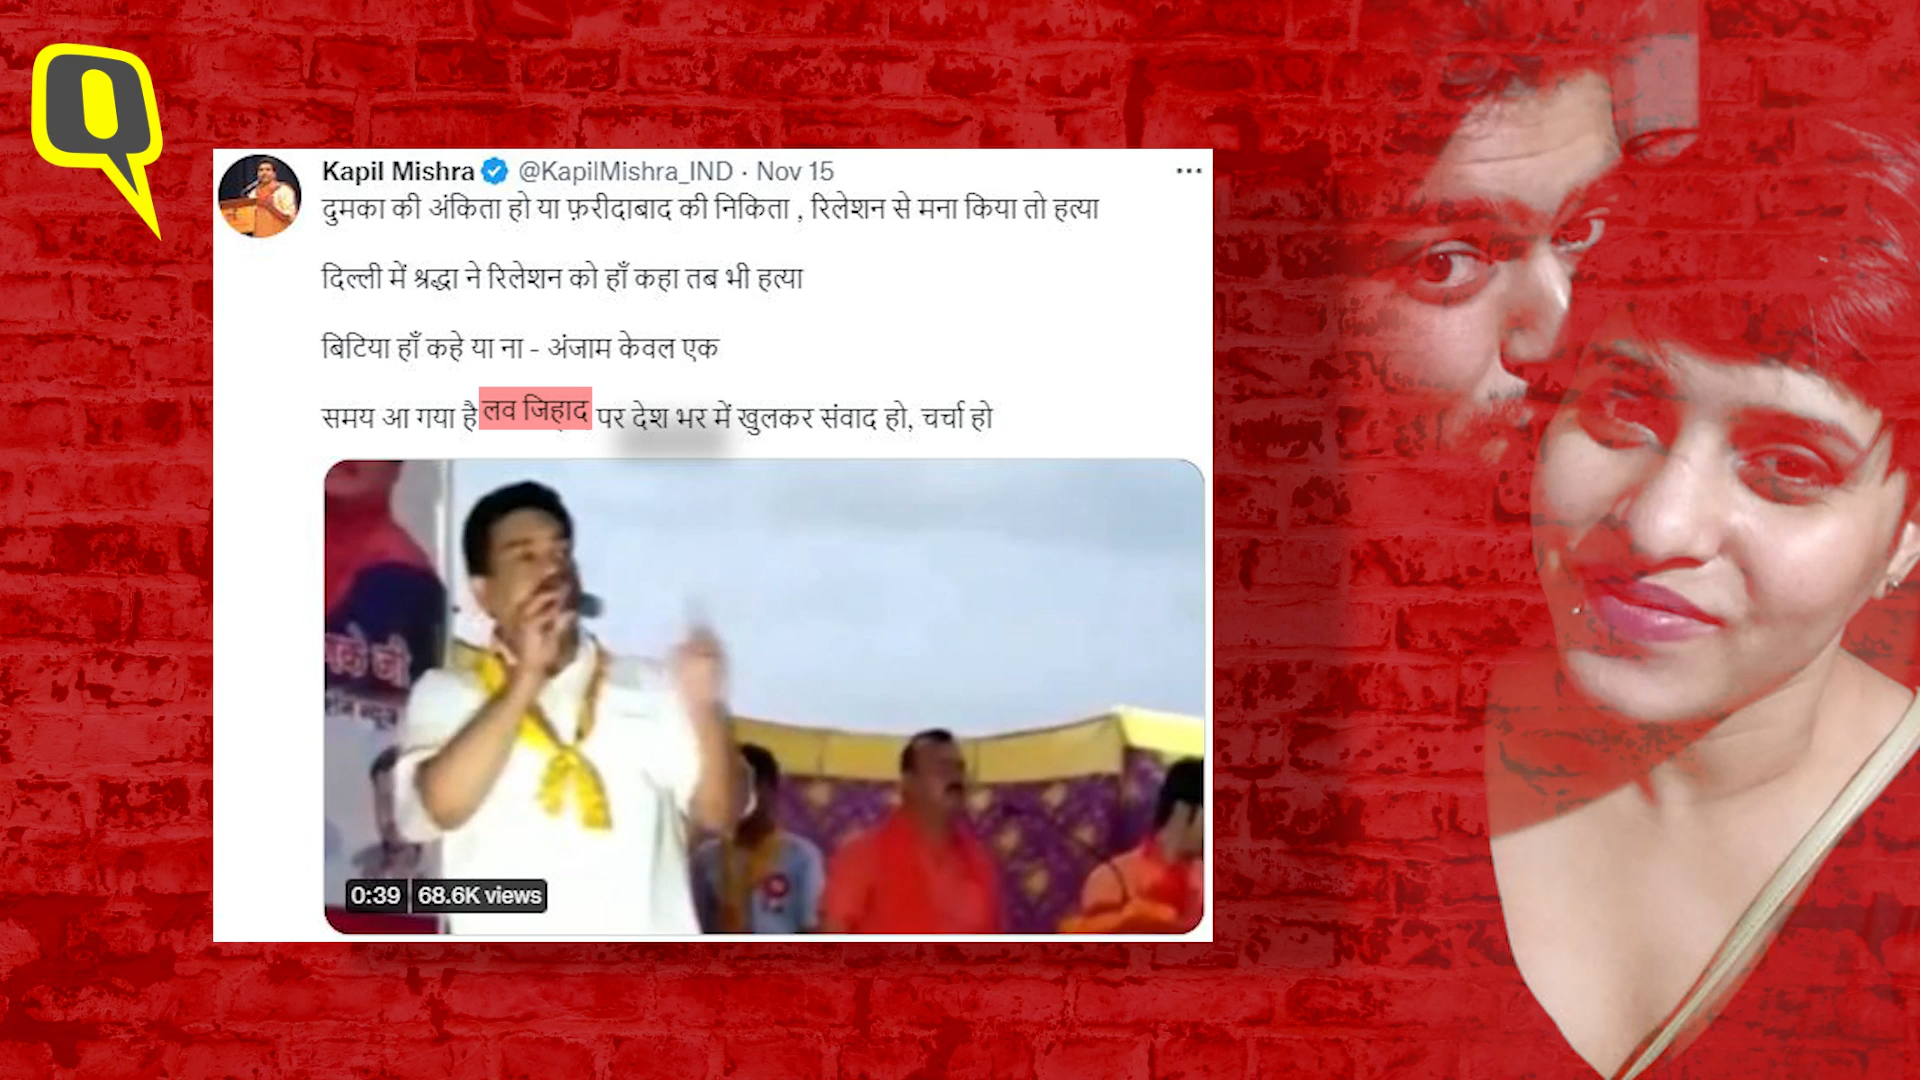 Q
Kapil Mishra @KapilMishra_IND · Nov 15
दुमका की अंकिता हो या फ़रीदाबाद की निकिता , रिलेशन से मना किया तो हत्या
दिल्ली में श्रद्धा ने रिलेशन को हाँ कहा तब भी हत्या
बिटिया हाँ कहे या ना - अंजाम केवल एक
समय आ गया है लव जिहाद पर देश भर में खुलकर संवाद हो, चर्चा हो
0:39 68.6K views